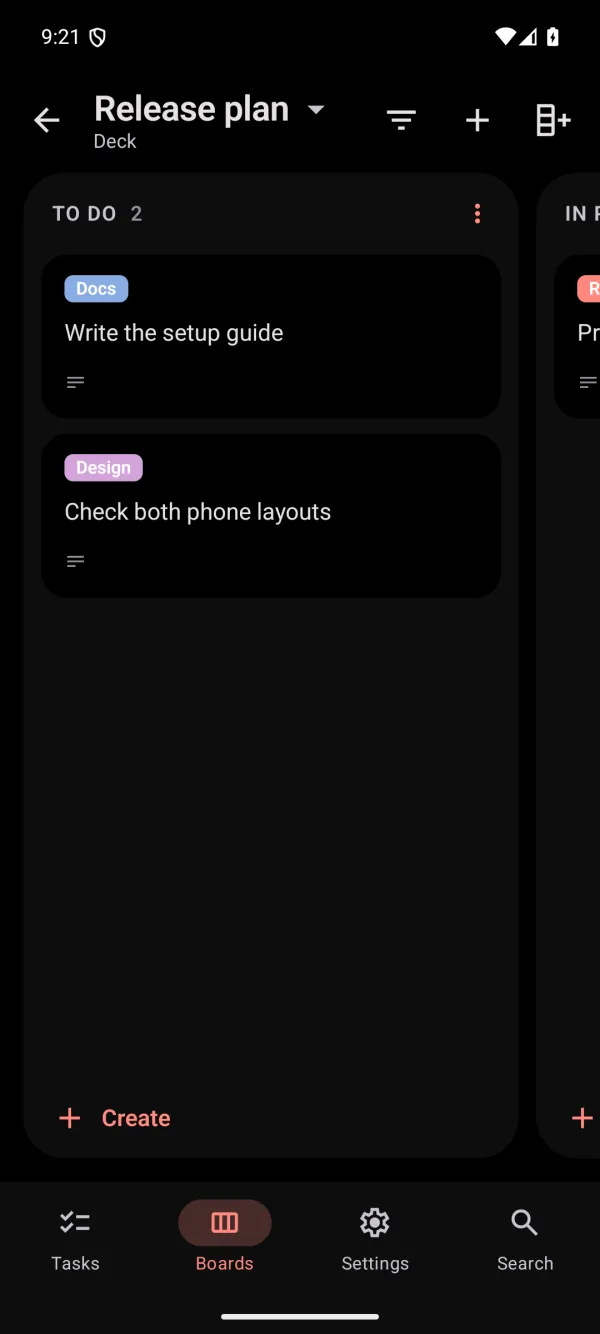 9:21
Release plan
Deck
TO DO 2
Docs
Write the setup guide
Design
Check both phone layouts
Create
IN
Tasks
Boards
Settings
Search